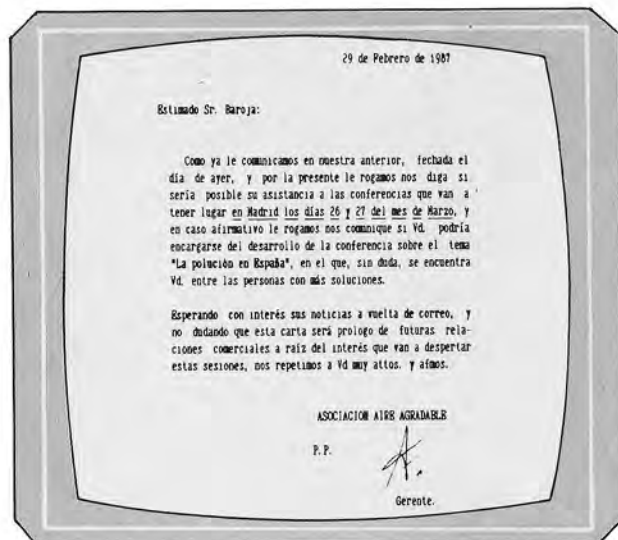 29 de Febrero de 1987
Estimado Sr. Baroja:
Como ya le comunicamos en nuestra anterior, fechada el
día de ayer, y por la presente le rogamos nos diga si
sería posible su asistancia a las conferencias que van a
tener lugar en Madrid los días 26 y 27 del mes de Marzo, y
en caso afirmativo le rogamos nos comunique si Vd. podría
encargarse del desarrollo de la conferencia sobre el tema
"La polución en España", en el que, sin duda, se encuentra
Vd. entre las personas con más soluciones.
Esperando con interés sus noticias a vuelta de correo, y
no dudando que esta carta será prologo de futuras rela-
ciones comerciales a raíz del interés que van a despertar
estas sesiones, nos repetimos a Vd muy attos. y afmos.
ASOCIACION AIRE AGRADABLE
P.P.
A.
Gerente.